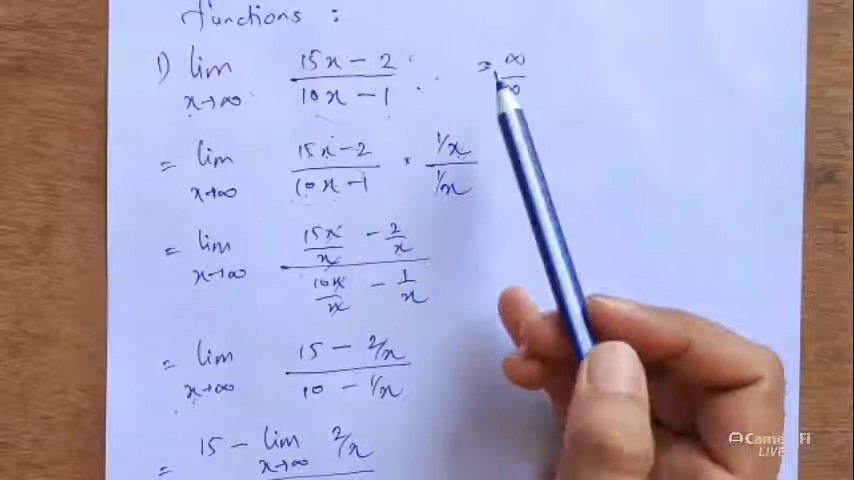 functions :
1) lim x→∞ 15x - 2 / 10x - 1 = ∞/∞
= lim x→∞ 15x-2 / 10x-1 * 1/x / 1/x
= lim x→∞ 15x/x - 2/x / 10x/x - 1/x
= lim x→∞ 15 - 2/x / 10 - 1/x
= 15 - lim x→∞ 2/x
CameraFi
LIVE